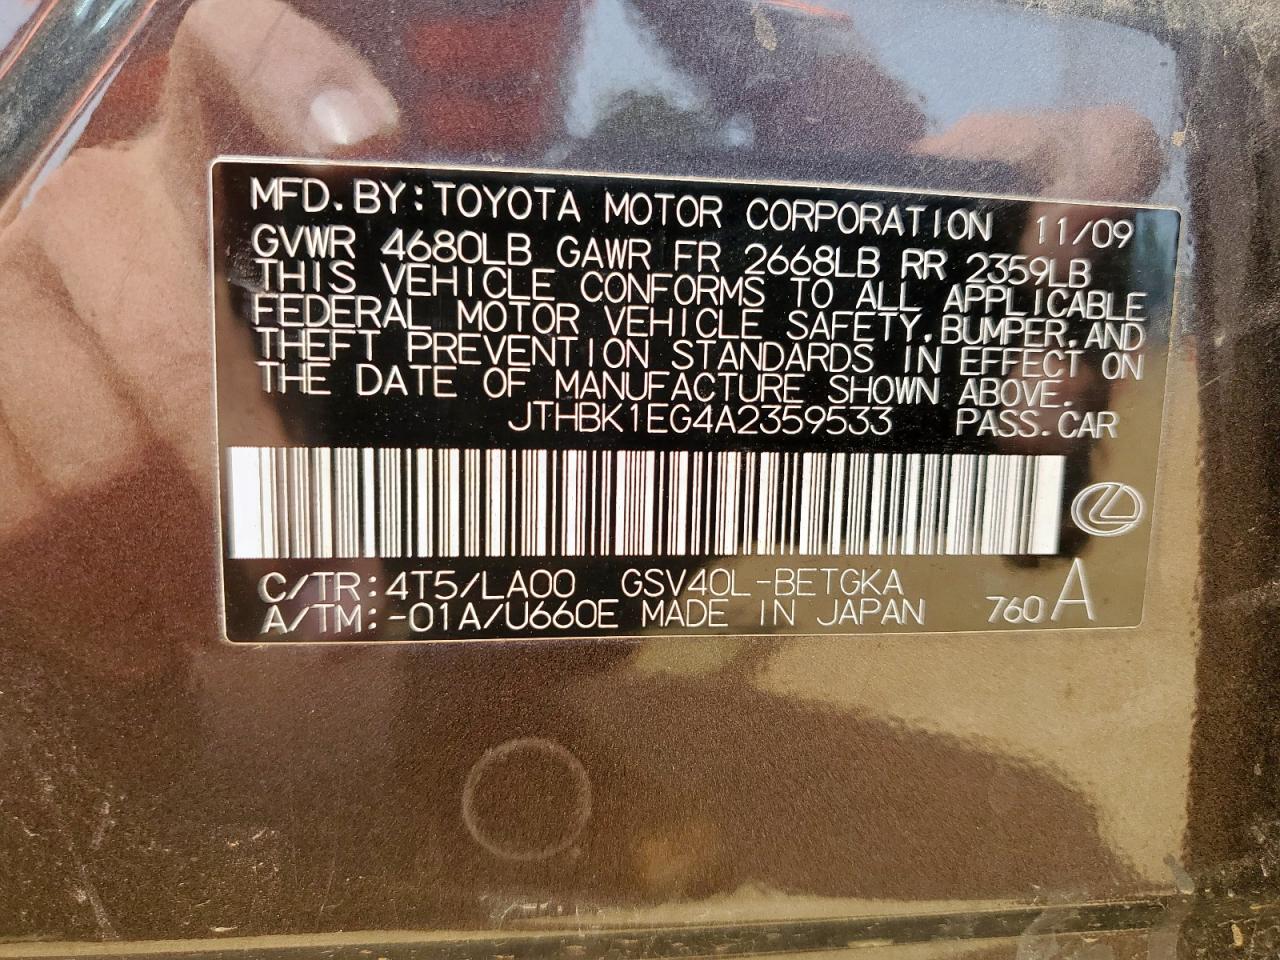 MFD.BY:TOYOTA MOTOR CORPORATION 11/09
GVWR 4680LB GAWR FR 2668LB RR 2359LB
THIS VEHICLE CONFORMS TO ALL APPLICABLE
FEDERAL MOTOR VEHICLE SAFETY,BUMPER,AND
THEFT PREVENTION STANDARDS IN EFFECT ON
THE DATE OF MANUFACTURE SHOWN ABOVE.
JTHBK1EG4A2359533 PASS.CAR
C/TR:4T5/LA00 GSV40L-BETGKA
A/TM:-01A/U660E MADE IN JAPAN 760 A